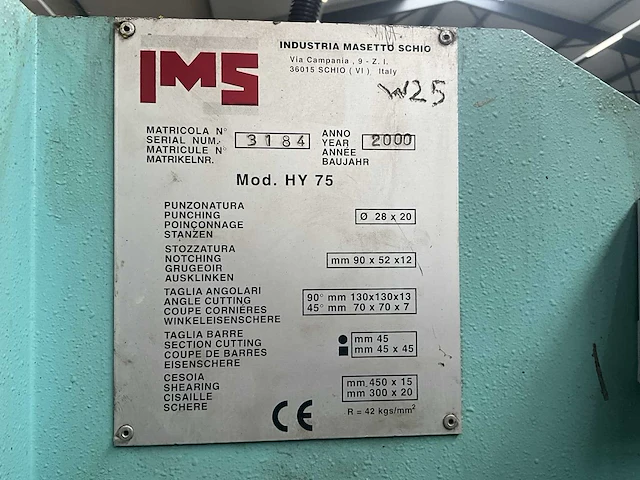 IMS
INDUSTRIA MASETTO SCHIO
Via Campania , 9 - Z. I.
36015 SCHIO ( VI ) Italy
W25
MATRICOLA N°
SERIAL NUM.
MATRICULE N°
MATRIKELNR.
3184
ANNO
YEAR
ANNÉE
BAUJAHR
2000
Mod. HY 75
PUNZONATURA
PUNCHING
POINÇONNAGE
STANZEN
Ø 28 x 20
STOZZATURA
NOTCHING
GRUGEOIR
AUSKLINKEN
mm 90 x 52 x12
TAGLIA ANGOLARI
ANGLE CUTTING
COUPE CORNIÉRES
WINKELEISENSCHERE
90° mm 130x130x13
45° mm 70 x 70 x 7
TAGLIA BARRE
SECTION CUTTING
COUPE DE BARRES
EISENSCHERE
mm 45
mm 45 x 45
CESOIA
SHEARING
CISAILLE
SCHERE
mm 450 x 15
mm 300 x 20
CE
R = 42 kgs/mm²